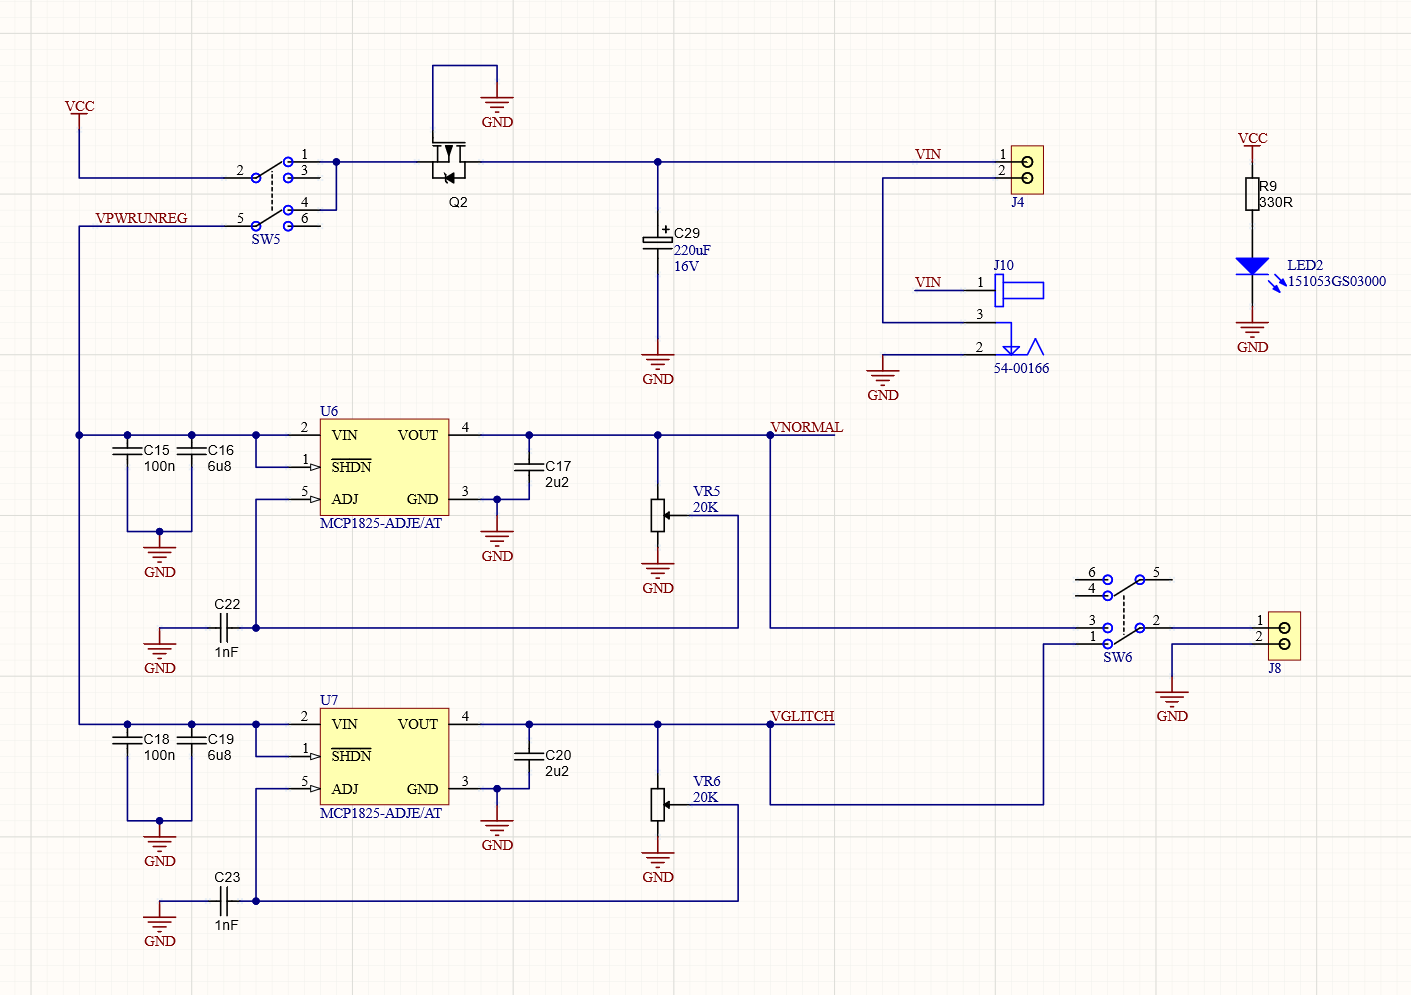 VCC
GND
Q2
2
1
3
4
5
6
VPWRUNREG
SW5
C29
220uF
16V
GND
VIN
1
2
J4
J10
VIN
1
3
2
54-00166
GND
VCC
R9
330R
LED2
151053GS03000
GND
U6
2
VIN
VOUT
4
1
SHDN
5
ADJ
GND
3
MCP1825-ADJE/AT
C15
100n
C16
6u8
GND
C17
2u2
GND
VR5
20K
GND
VNORMAL
C22
1nF
GND
6
5
4
3
2
1
SW6
1
2
J8
GND
U7
2
VIN
VOUT
4
1
SHDN
5
ADJ
GND
3
MCP1825-ADJE/AT
C18
100n
C19
6u8
GND
C20
2u2
GND
VR6
20K
GND
VGLITCH
C23
1nF
GND